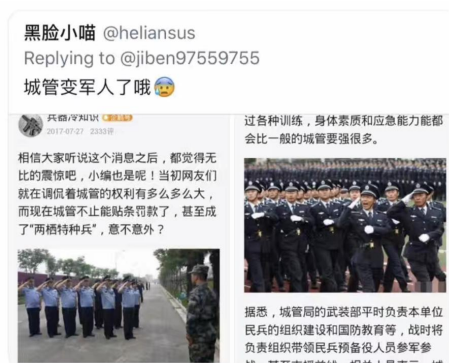 黑脸小喵 @heliansus
Replying to @jiben97559755
城管变军人了哦😰
兵器冷知识
2017-07-27 2333评
相信大家听说这个消息之后，都觉得无
比的震惊吧，小编也是呢！当初网友们
就在调侃着城管的权利有多么多么大，
而现在城管不止能贴条罚款了，甚至成
了“两栖特种兵”，意不意外？
过各种训练，身体素质和应急能力能都
会比一般的城管要强很多。
据悉，城管局的武装部平时负责本单位
民兵的组织建设和国防教育等，战时将
负责组织带领民兵预备役人员参军参